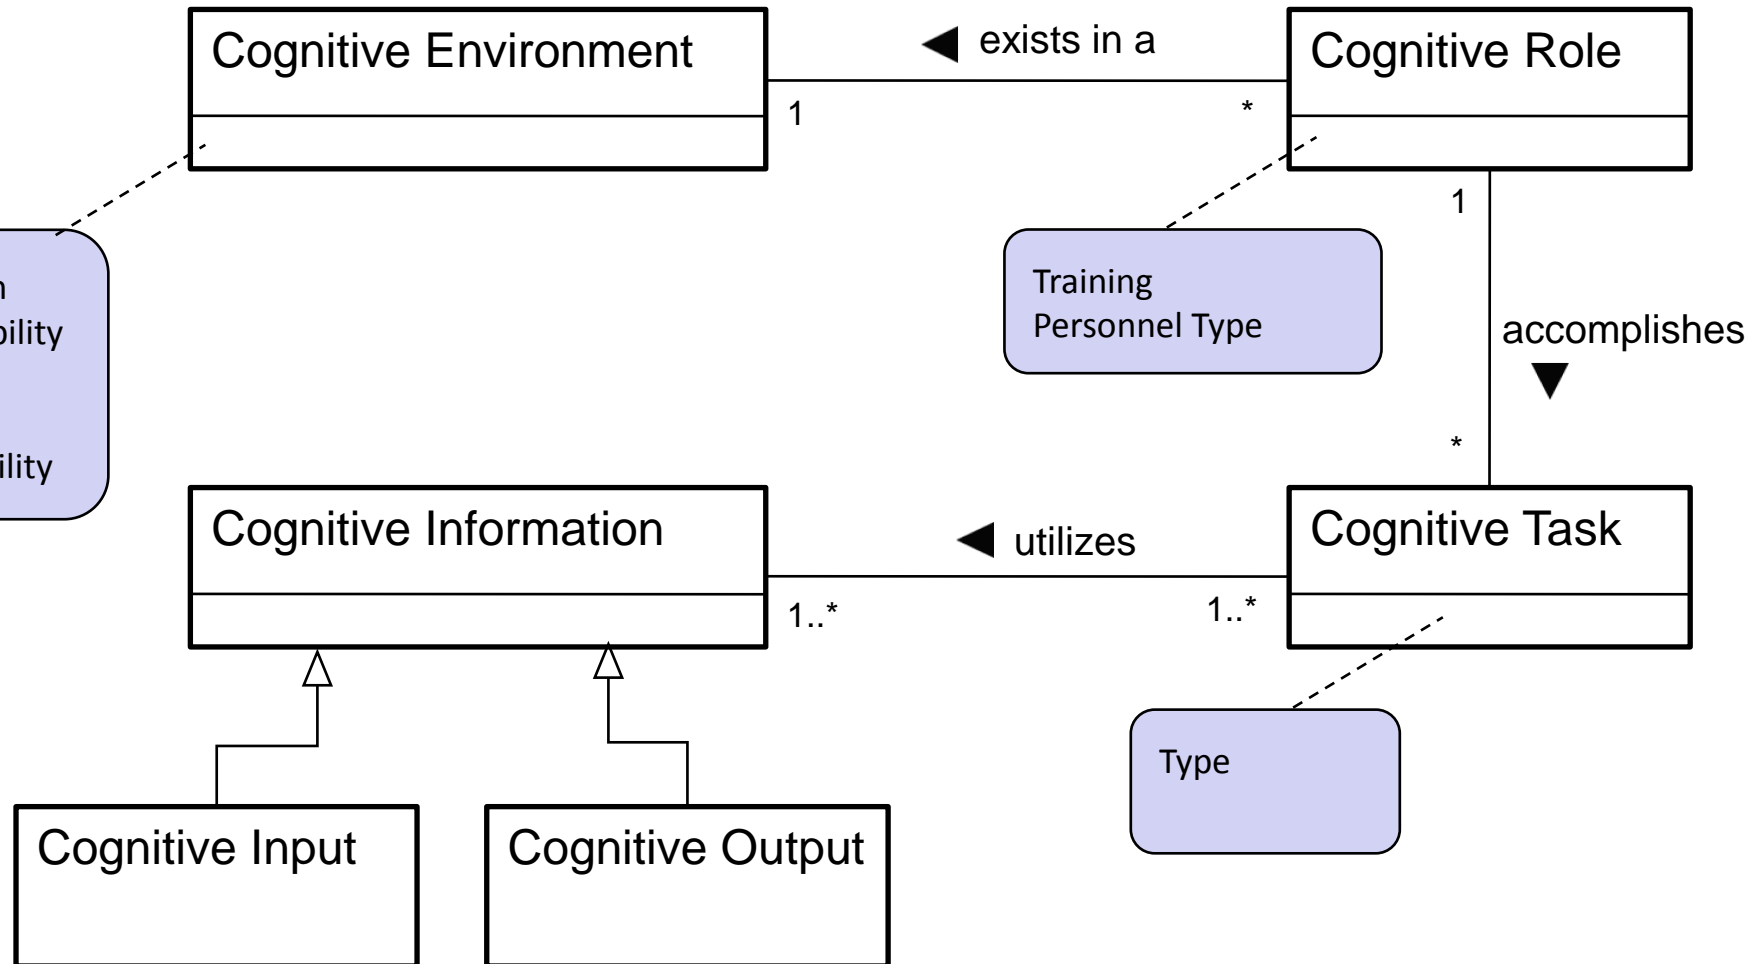 Cognitive Environment
exists in a
Cognitive Role
1
*
1
Training
Personnel Type
accomplishes
*
Cognitive Information
utilizes
Cognitive Task
1..*
1..*
Type
Cognitive Input
Cognitive Output